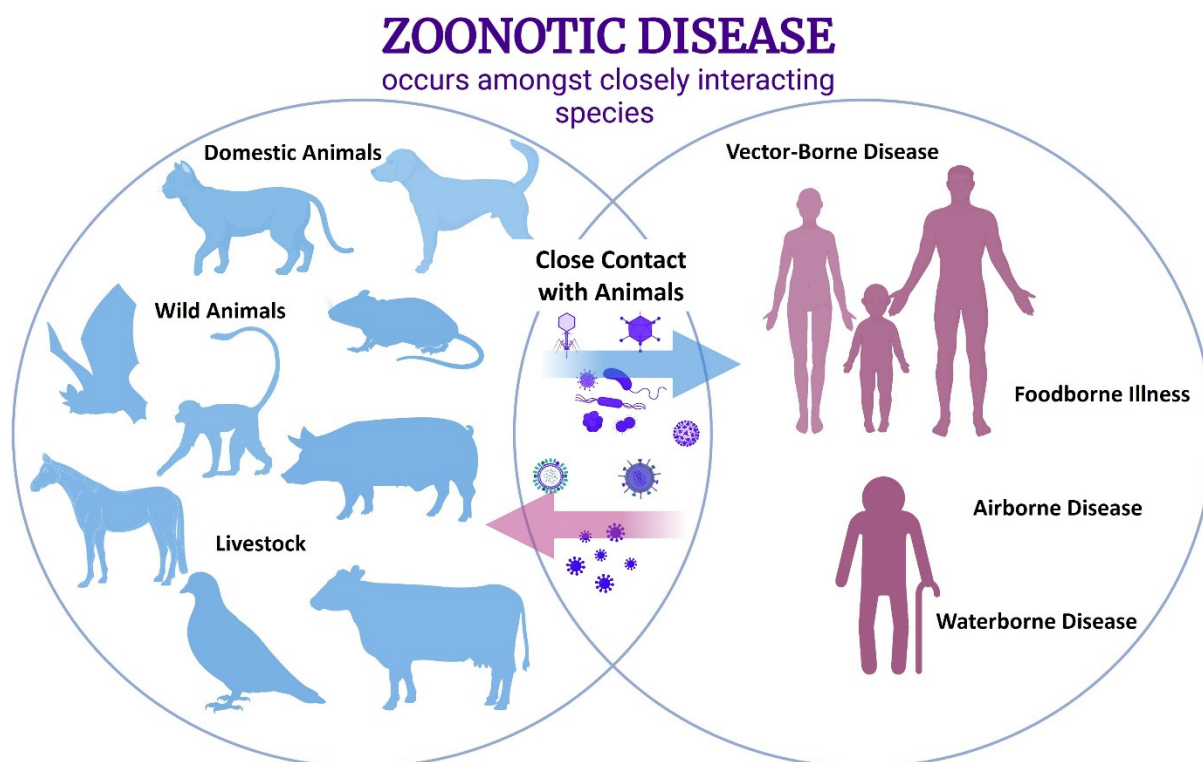 ZOONOTIC DISEASE
occurs amongst closely interacting
species
Domestic Animals
Wild Animals
Livestock
Close Contact
with Animals
Vector-Borne Disease
Foodborne Illness
Airborne Disease
Waterborne Disease